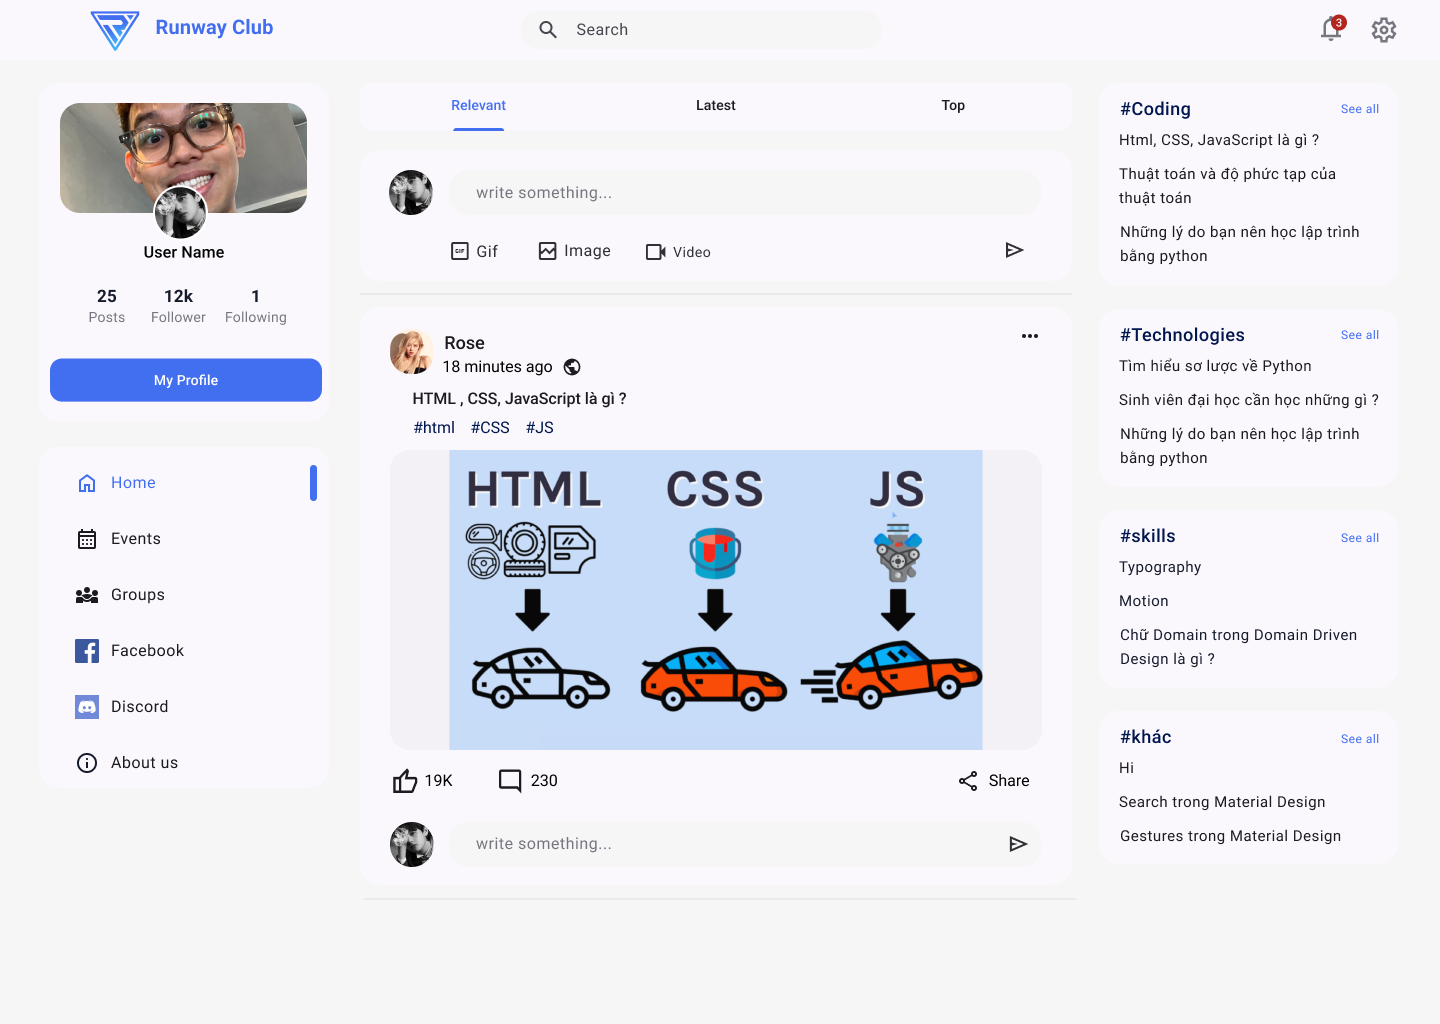 Runway Club
Search
3
User Name
25 12k 1
Posts Follower Following
My Profile
Home
Events
Groups
Facebook
Discord
About us
Relevant Latest Top
write something...
GIF Gif Image Video
Rose
18 minutes ago
HTML , CSS, JavaScript là gì ?
#html #CSS #JS
HTML CSS JS
19K 230 Share
write something...
#Coding See all
Html, CSS, JavaScript là gì ?
Thuật toán và độ phức tạp của
thuật toán
Những lý do bạn nên học lập trình
bằng python
#Technologies See all
Tìm hiểu sơ lược về Python
Sinh viên đại học cần học những gì ?
Những lý do bạn nên học lập trình
bằng python
#skills See all
Typography
Motion
Chữ Domain trong Domain Driven
Design là gì ?
#khác See all
Hi
Search trong Material Design
Gestures trong Material Design